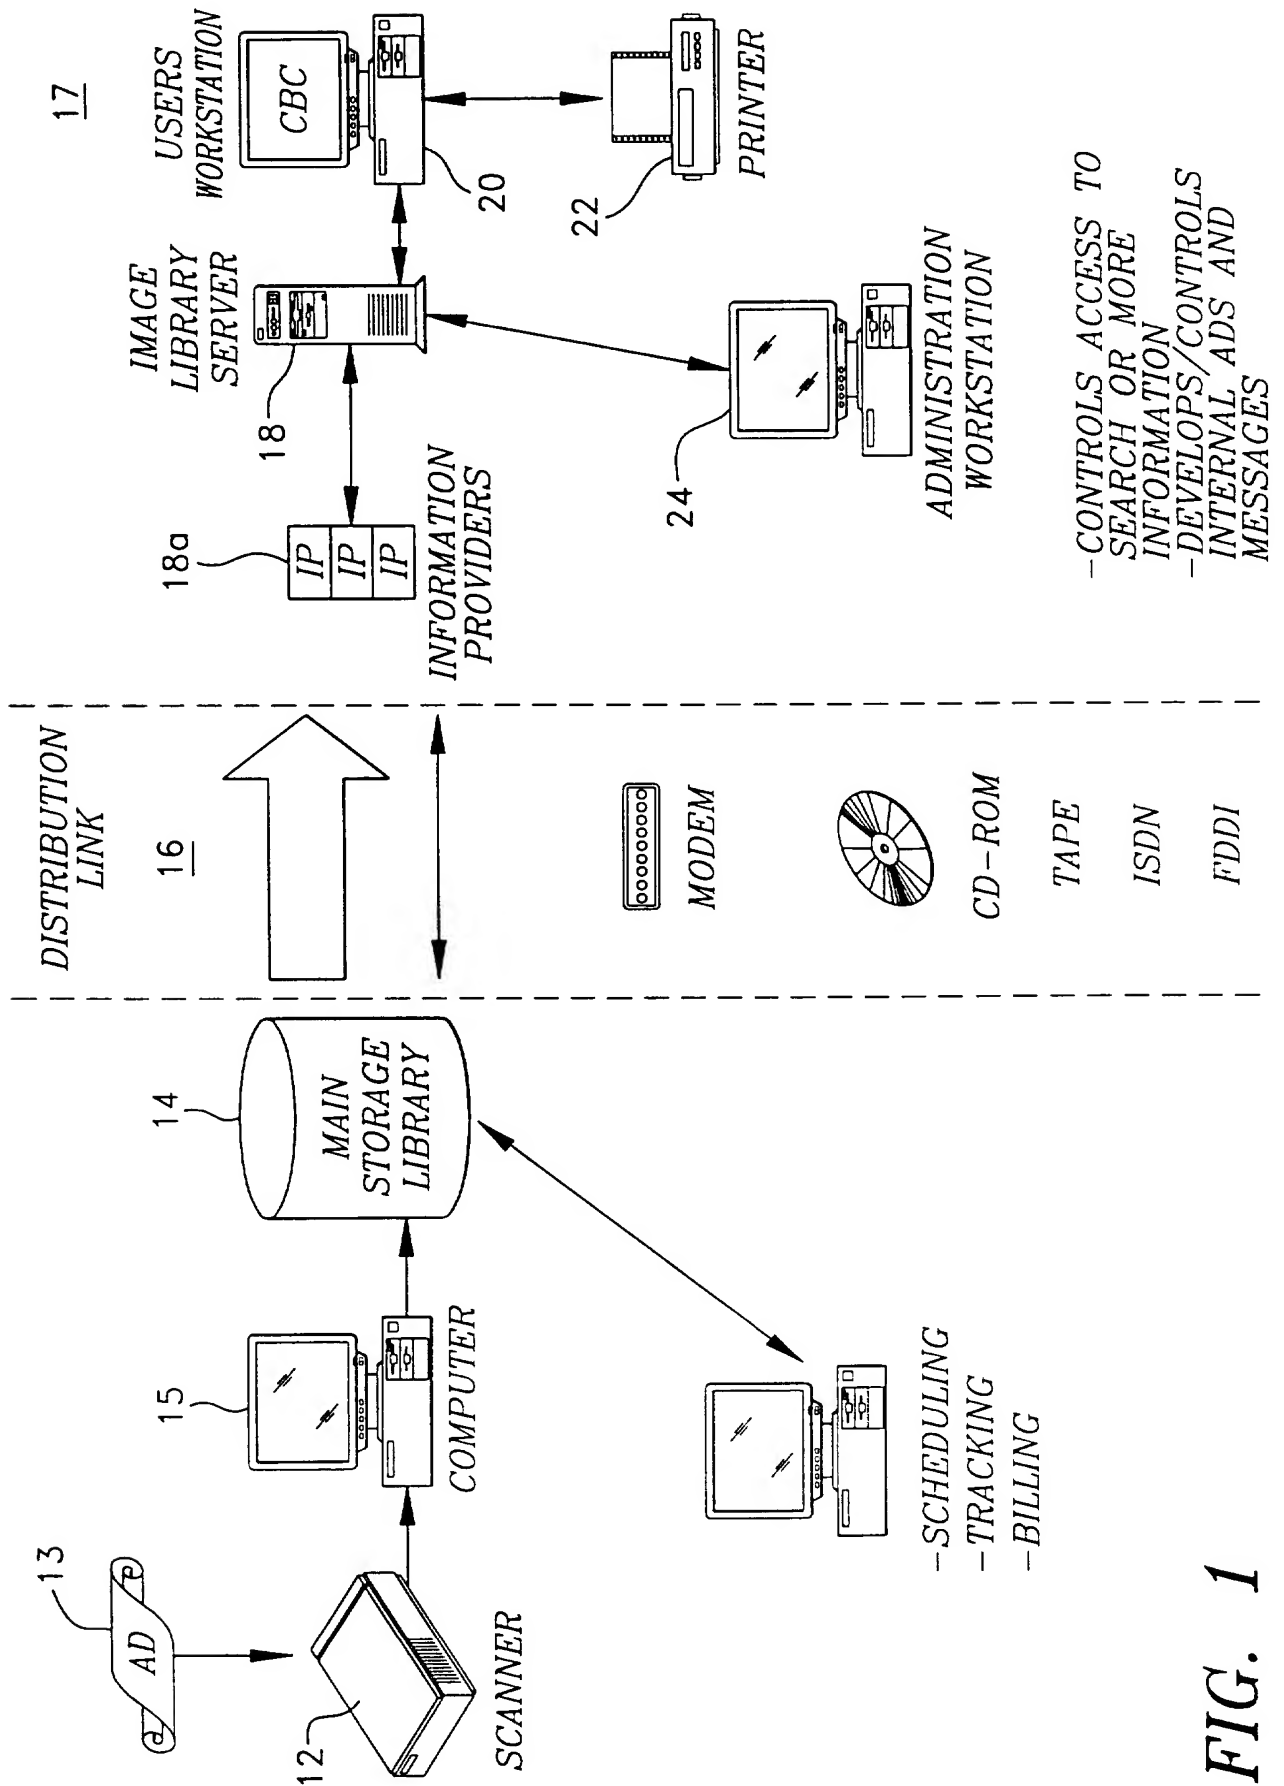 13
AD
12
SCANNER
15
COMPUTER
14
MAIN
STORAGE
LIBRARY
-SCHEDULING
-TRACKING
-BILLING
DISTRIBUTION
LINK
16
MODEM
CD-ROM
TAPE
ISDN
FDDI
17
18a
IP
IP
IP
INFORMATION
PROVIDERS
IMAGE
LIBRARY
SERVER
18
USERS
WORKSTATION
CBC
20
22
PRINTER
24
ADMINISTRATION
WORKSTATION
-CONTROLS ACCESS TO
SEARCH OR MORE
INFORMATION
-DEVELOPS/CONTROLS
INTERNAL ADS AND
MESSAGES
FIG. 1